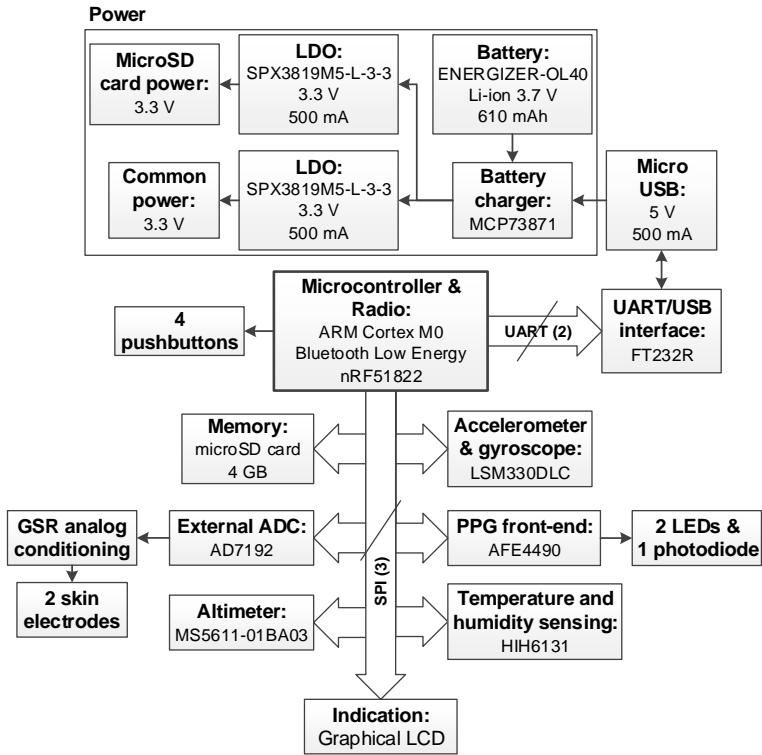 Power
MicroSD
card power:
3.3 V
LDO:
SPX3819M5-L-3-3
3.3 V
500 mA
Battery:
ENERGIZER-OL40
Li-ion 3.7 V
610 mAh
Common
power:
3.3 V
LDO:
SPX3819M5-L-3-3
3.3 V
500 mA
Battery
charger:
MCP73871
Micro
USB:
5 V
500 mA
4
pushbuttons
Microcontroller &
Radio:
ARM Cortex M0
Bluetooth Low Energy
nRF51822
UART (2)
UART/USB
interface:
FT232R
Memory:
microSD card
4 GB
Accelerometer
& gyroscope:
LSM330DLC
GSR analog
conditioning
External ADC:
AD7192
PPG front-end:
AFE4490
2 LEDs &
1 photodiode
SPI (3)
2 skin
electrodes
Altimeter:
MS5611-01BA03
Temperature and
humidity sensing:
HIH6131
Indication:
Graphical LCD